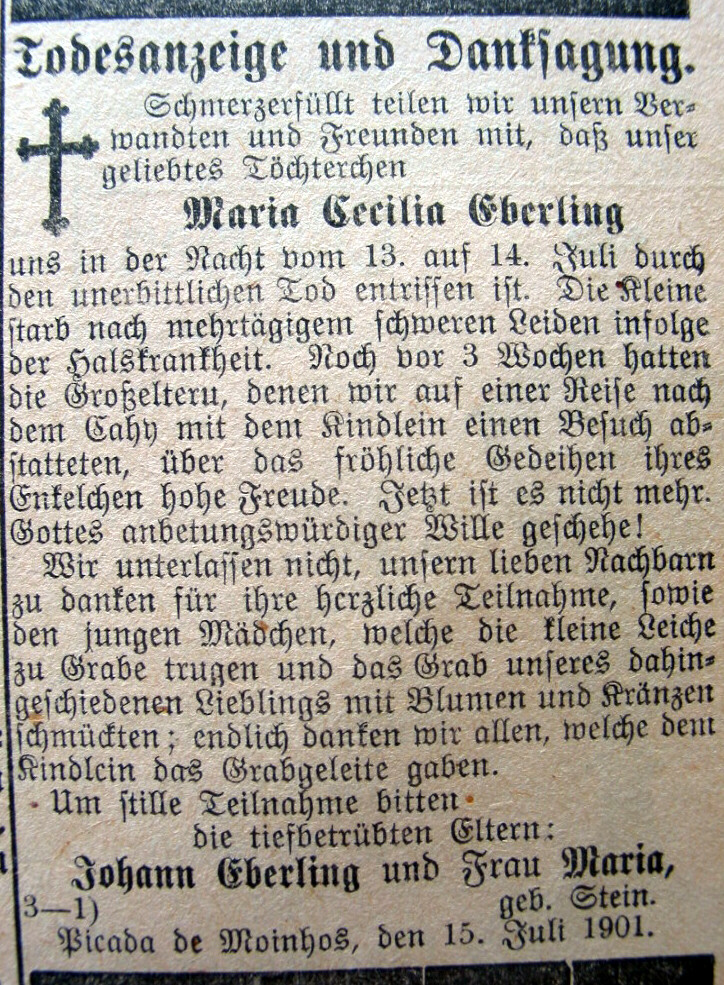 Todesanzeige und Danksagung.
Schmerzerfüllt teilen wir unsern Ver-
wandten und Freunden mit, daß unser
geliebtes Töchterchen
Maria Cecilia Eberling
uns in der Nacht vom 13. auf 14. Juli durch
den unerbittlichen Tod entrissen ist. Die Kleine
starb nach mehrtägigem schweren Leiden infolge
der Halskrankheit. Noch vor 3 Wochen hatten
die Großelteru, denen wir auf einer Reise nach
dem Cahy mit dem Kindlein einen Besuch ab-
statteten, über das fröhliche Gedeihen ihres
Enkelchen hohe Freude. Jetzt ist es nicht mehr.
Gottes anbetungswürdiger Wille geschehe!
Wir unterlassen nicht, unsern lieben Nachbarn
zu danken für ihre herzliche Teilnahme, sowie
den jungen Mädchen, welche die kleine Leiche
zu Grabe trugen und das Grab unseres dahin-
geschiedenen Lieblings mit Blumen und Kränzen
schmückten; endlich danken wir allen, welche dem
Kindlein das Grabgeleite gaben.
Um stille Teilnahme bitten
die tiefbetrübten Eltern:
Johann Eberling und Frau Maria,
3—1) geb. Stein.
Picada de Moinhos, den 15. Juli 1901.